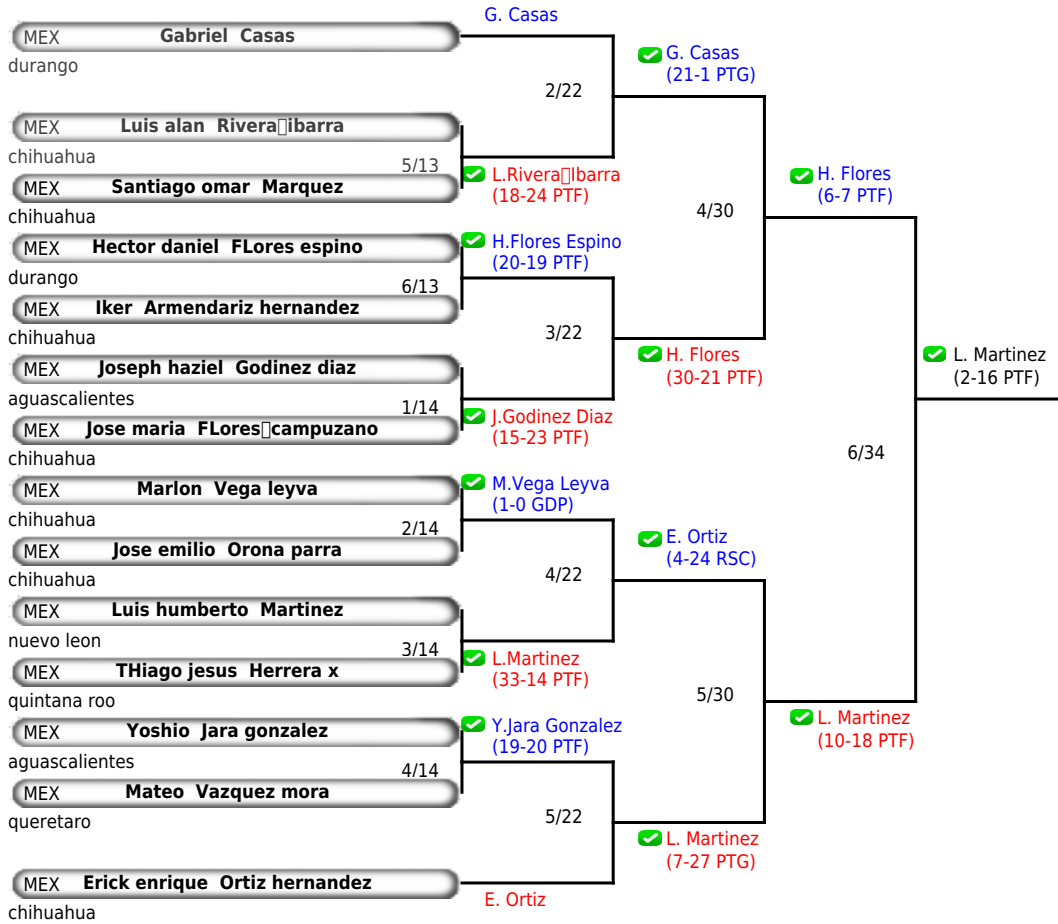 G. Casas
MEX Gabriel Casas
durango
G. Casas
(21-1 PTG)
2/22
MEX Luis alan Rivera▯ibarra
chihuahua
5/13
L.Rivera▯Ibarra
(18-24 PTF)
MEX Santiago omar Marquez
chihuahua
H. Flores
(6-7 PTF)
4/30
MEX Hector daniel FLores espino
durango
H.Flores Espino
(20-19 PTF)
6/13
MEX Iker Armendariz hernandez
chihuahua
3/22
H. Flores
(30-21 PTF)
MEX Joseph haziel Godinez diaz
aguascalientes
1/14
J.Godinez Diaz
(15-23 PTF)
MEX Jose maria FLores▯campuzano
chihuahua
L. Martinez
(2-16 PTF)
6/34
MEX Marlon Vega leyva
chihuahua
M.Vega Leyva
(1-0 GDP)
2/14
MEX Jose emilio Orona parra
chihuahua
E. Ortiz
(4-24 RSC)
4/22
MEX Luis humberto Martinez
nuevo leon
3/14
L.Martinez
(33-14 PTF)
MEX THiago jesus Herrera x
quintana roo
5/30
L. Martinez
(10-18 PTF)
MEX Yoshio Jara gonzalez
aguascalientes
Y.Jara Gonzalez
(19-20 PTF)
4/14
MEX Mateo Vazquez mora
queretaro
5/22
L. Martinez
(7-27 PTG)
MEX Erick enrique Ortiz hernandez
chihuahua
E. Ortiz